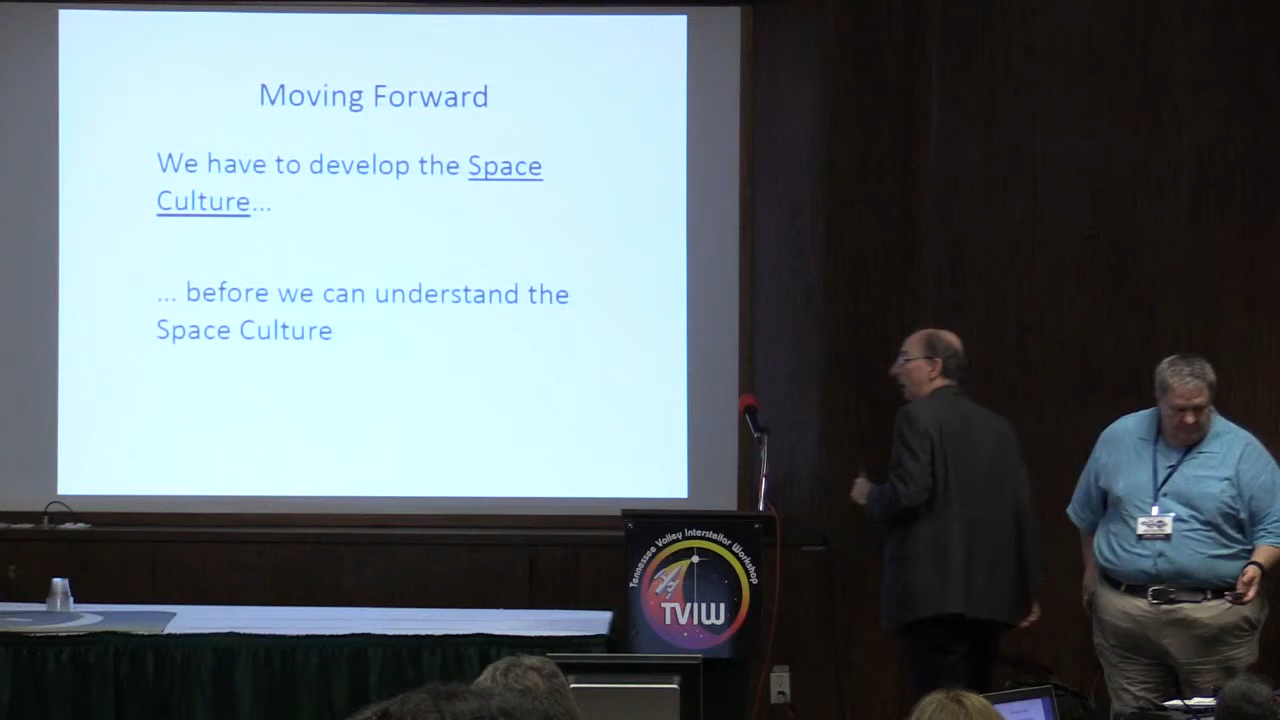 Moving Forward
We have to develop the Space
Culture...
... before we can understand the
Space Culture
Tennessee Valley Interstellar Workshop
TVIW